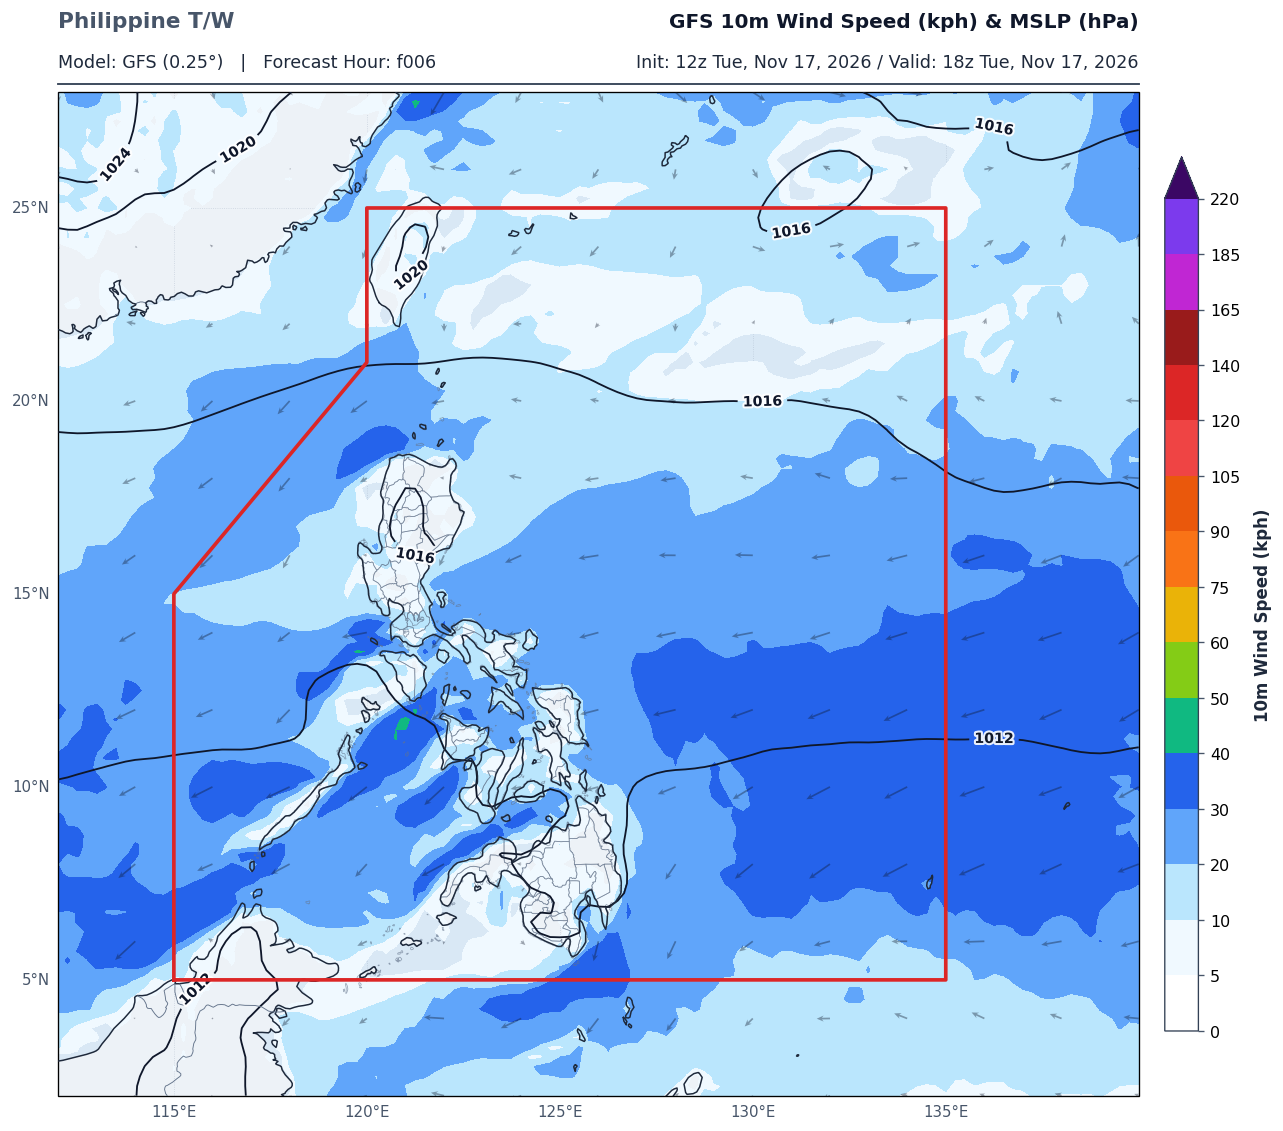 Philippine T/W
GFS 10m Wind Speed (kph) & MSLP (hPa)
Model: GFS (0.25°)   |   Forecast Hour: f006
Init: 12z Tue, Nov 17, 2026 / Valid: 18z Tue, Nov 17, 2026
1024
1020
1016
1016
1020
1016
1016
1012
1012
25°N
20°N
15°N
10°N
5°N
115°E
120°E
125°E
130°E
135°E
220
185
165
140
120
105
90
75
60
50
40
30
20
10
5
0
10m Wind Speed (kph)